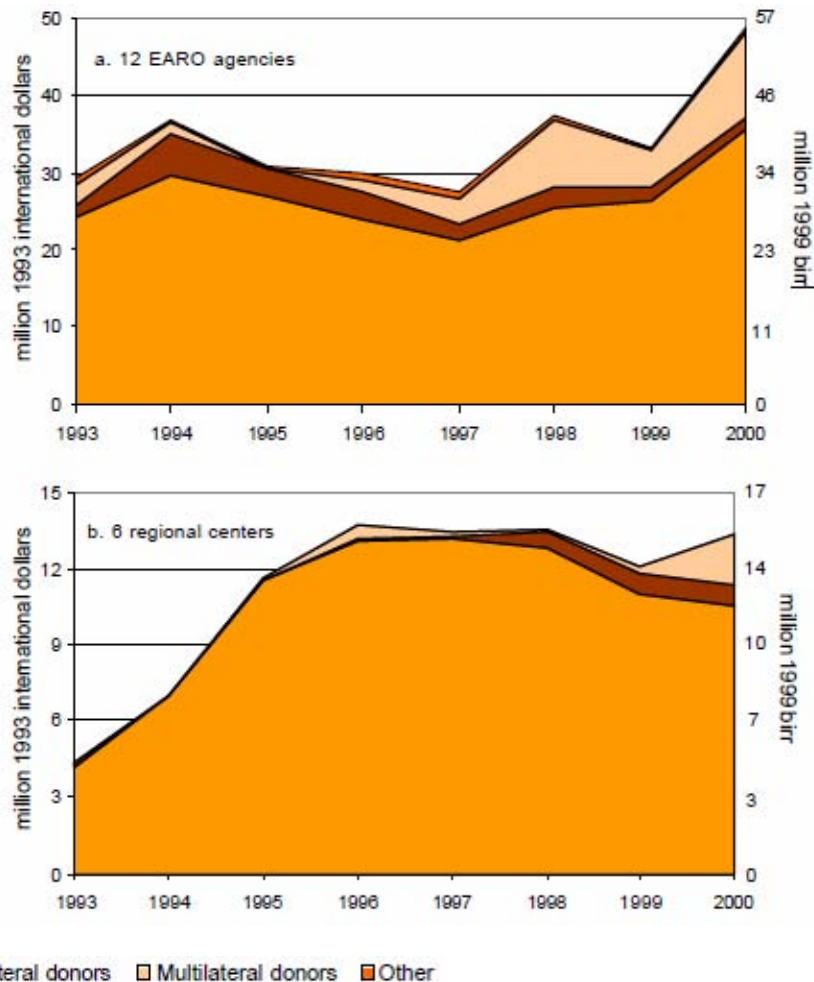 50
40
30
20
10
0
million 1993 international dollars
a. 12 EARO agencies
57
46
34
23
11
0
million 1999 birr
1993 1994 1995 1996 1997 1998 1999 2000
15
12
9
6
3
0
million 1993 international dollars
b. 6 regional centers
17
14
10
7
3
0
million 1999 birr
1993 1994 1995 1996 1997 1998 1999 2000
teral donors Multilateral donors Other